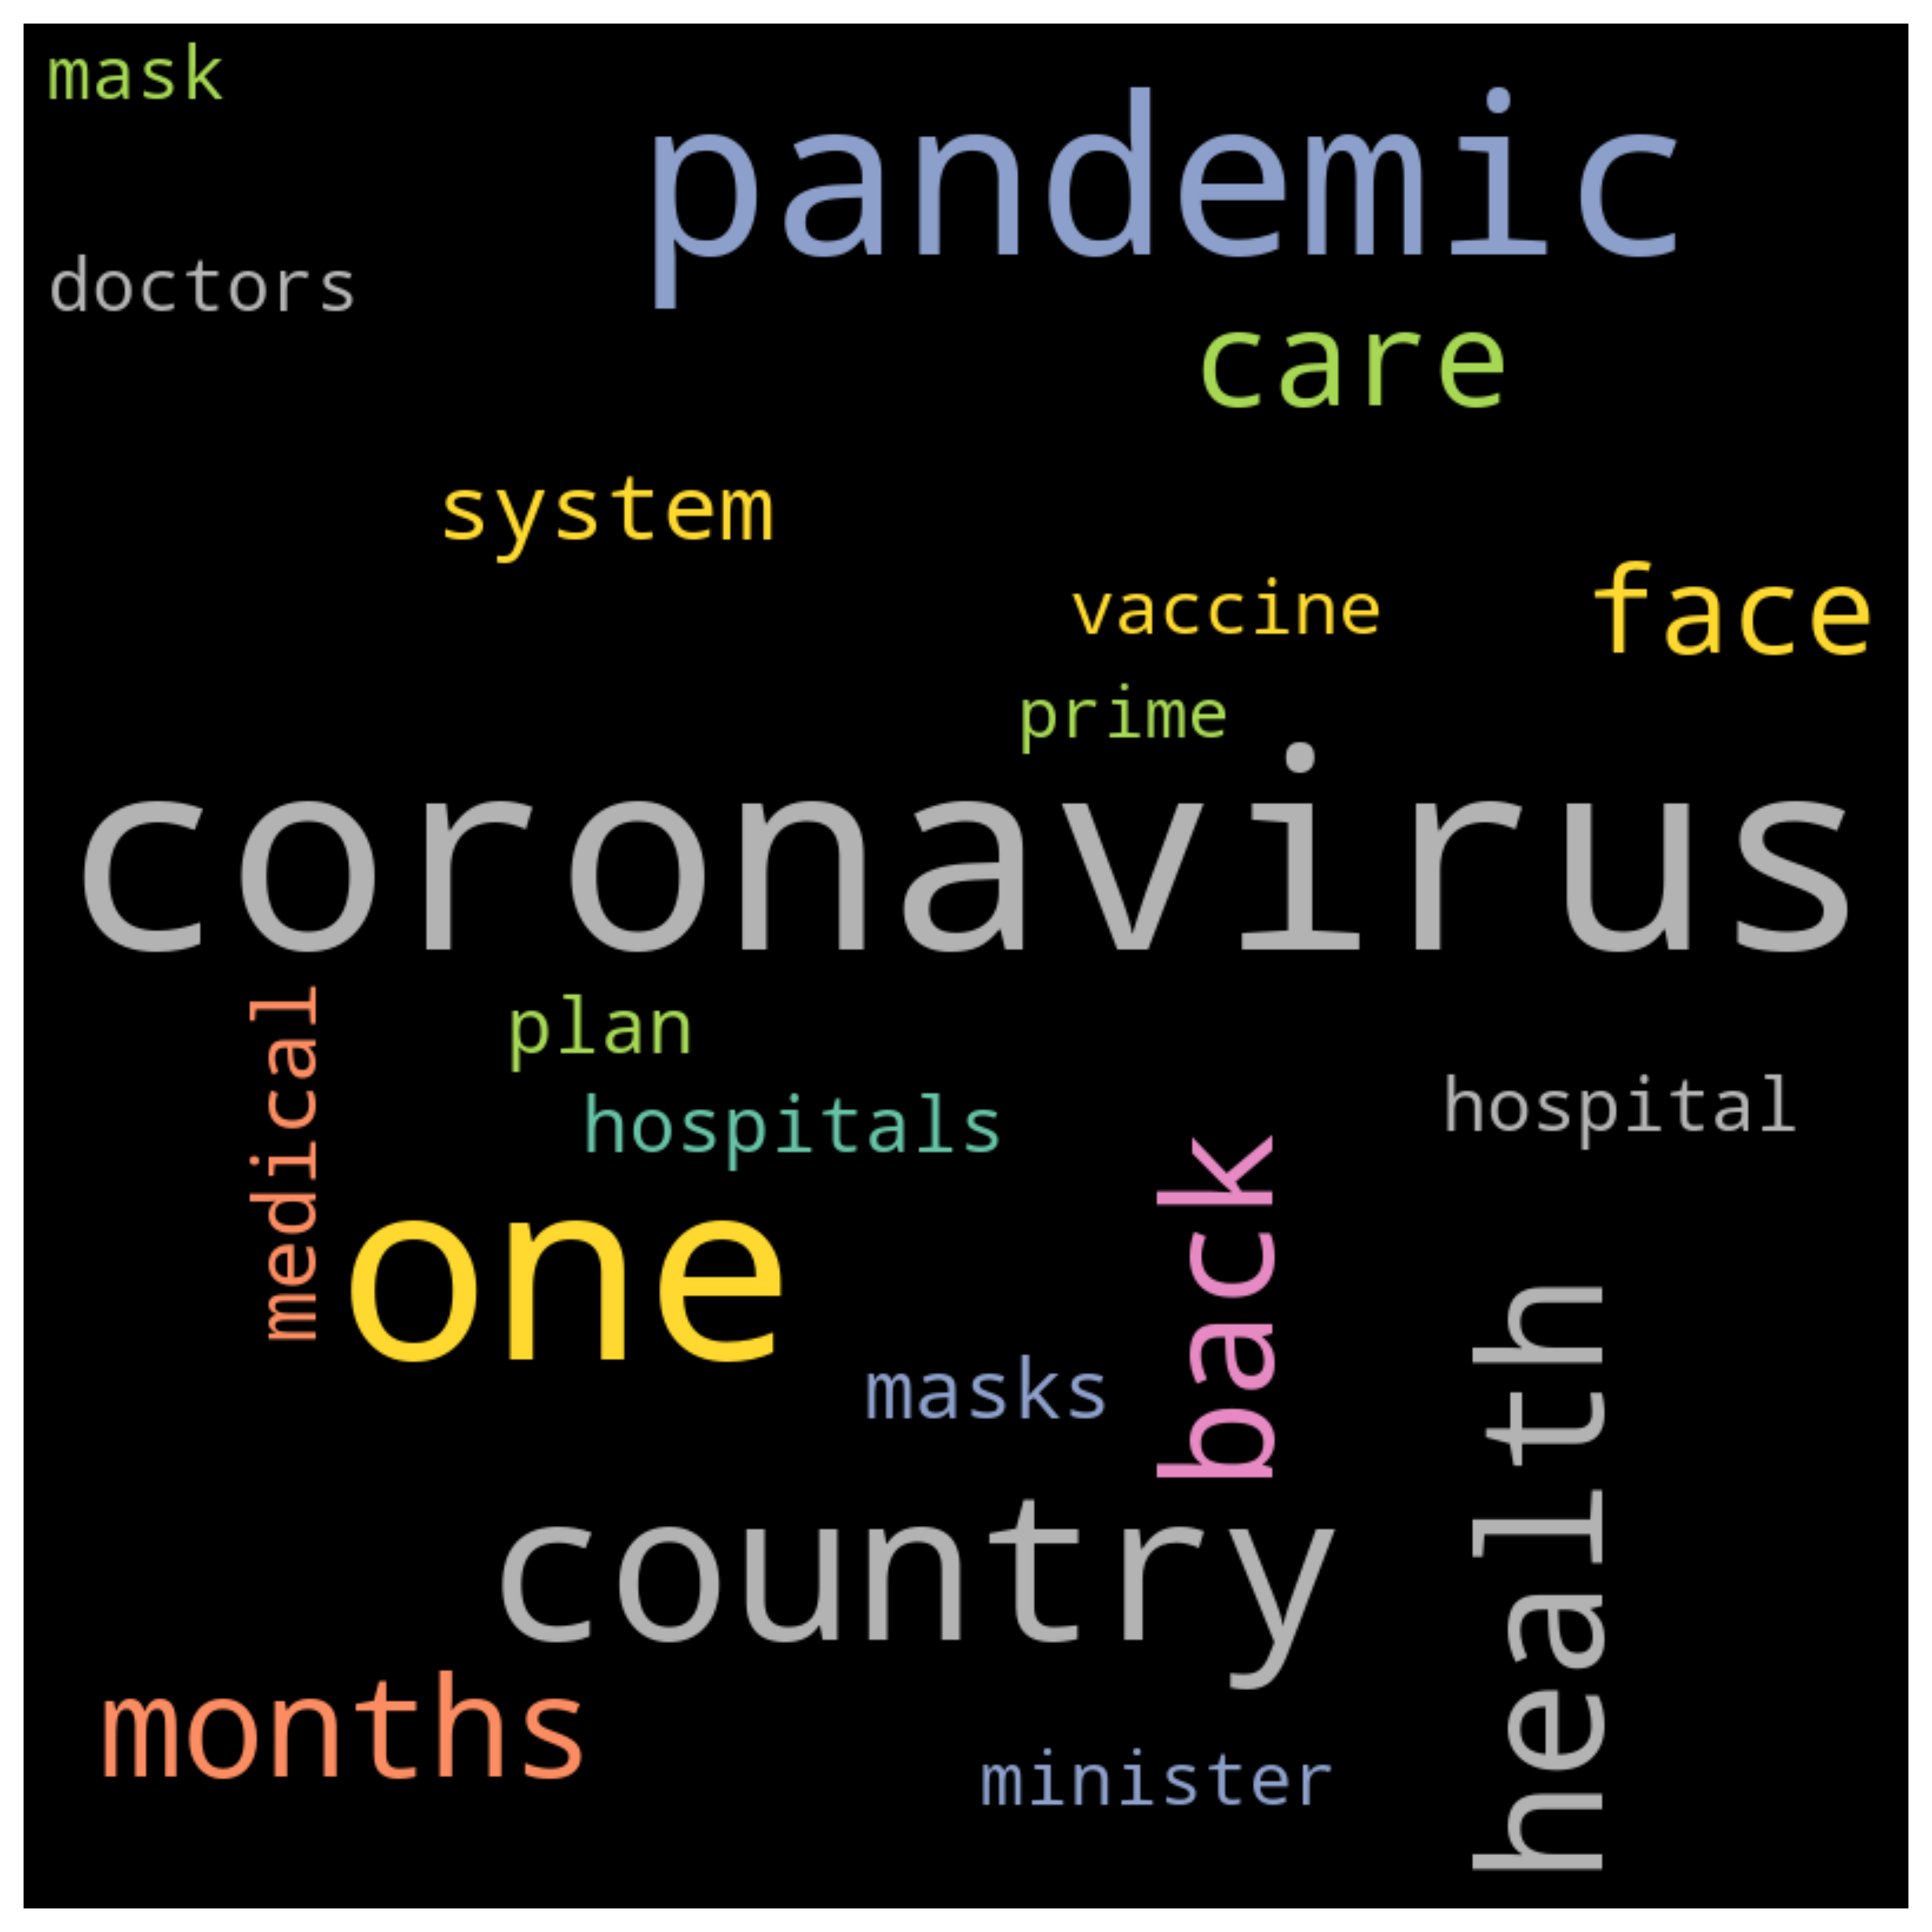 mask
pandemic
doctors
care
system
vaccine
face
prime
coronavirus
medical
plan
hospitals
hospital
one
back
masks
health
country
months
minister